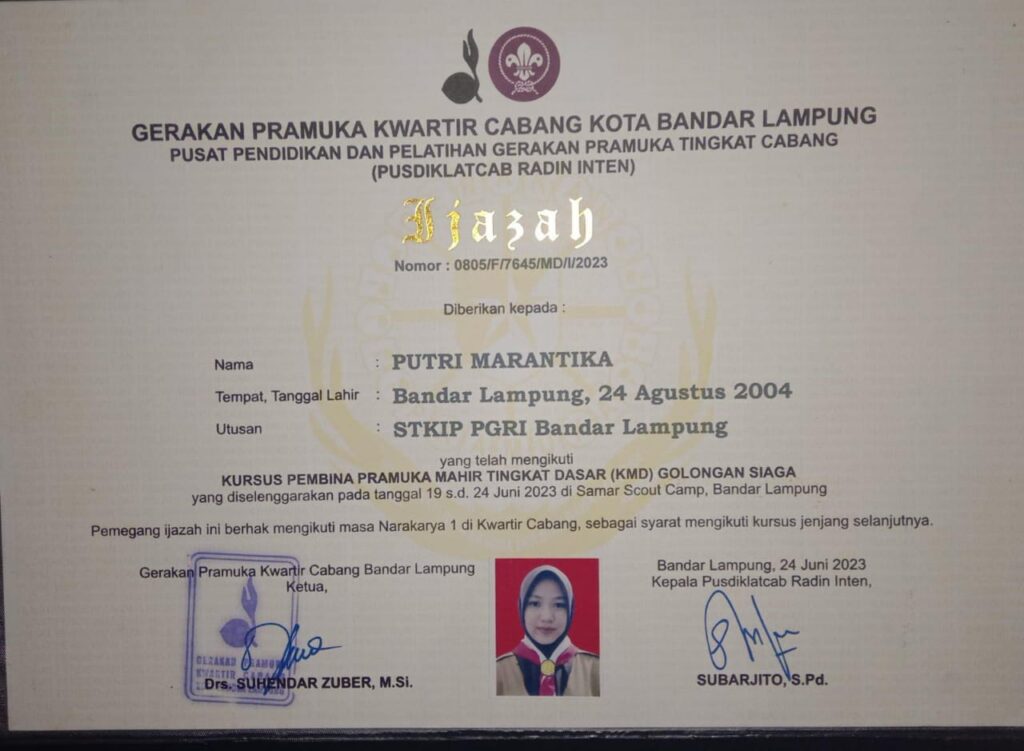 GERAKAN PRAMUKA KWARTIR CABANG KOTA BANDAR LAMPUNG
PUSAT PENDIDIKAN DAN PELATIHAN GERAKAN PRAMUKA TINGKAT CABANG
(PUSDIKLATCAB RADIN INTEN)
Ijazah
Nomor : 0805/F/7645/MD/I/2023
Diberikan kepada :
Nama : PUTRI MARANTIKA
Tempat, Tanggal Lahir : Bandar Lampung, 24 Agustus 2004
Utusan : STKIP PGRI Bandar Lampung
yang telah mengikuti
KURSUS PEMBINA PRAMUKA MAHIR TINGKAT DASAR (KMD) GOLONGAN SIAGA
yang diselenggarakan pada tanggal 19 s.d. 24 Juni 2023 di Samar Scout Camp, Bandar Lampung
Pemegang ijazah ini berhak mengikuti masa Narakarya 1 di Kwartir Cabang, sebagai syarat mengikuti kursus jenjang selanjutnya.
Gerakan Pramuka Kwartir Cabang Bandar Lampung
Ketua,
GERAKAN PRAMUKA
KWARTIR CABANG
Drs. SUHENDAR ZUBER, M.Si.
Bandar Lampung, 24 Juni 2023
Kepala Pusdiklatcab Radin Inten,
SUBARJITO, S.Pd.